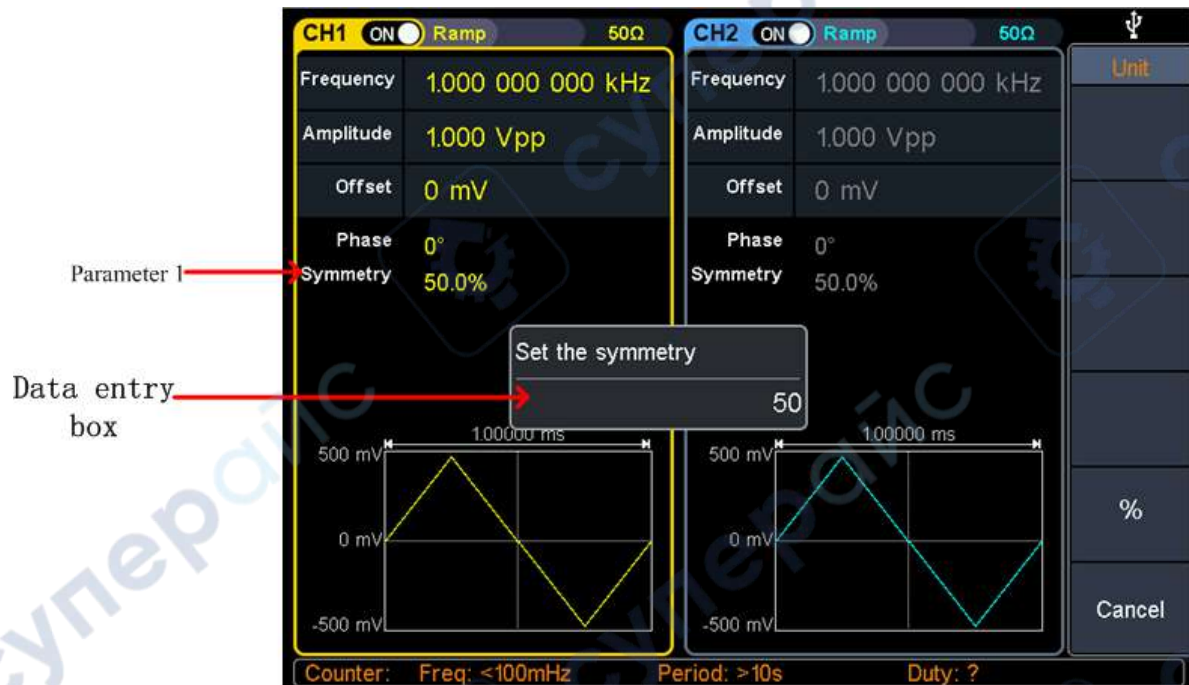 CH1 ON Ramp 50Ω
CH2 ON Ramp 50Ω
Unit
Frequency 1.000 000 000 kHz
Frequency 1.000 000 000 kHz
Amplitude 1.000 Vpp
Amplitude 1.000 Vpp
Offset 0 mV
Offset 0 mV
Phase 0°
Phase 0°
Parameter 1
Symmetry 50.0%
Symmetry 50.0%
Set the symmetry
50
Data entry
box
1.00000 ms
1.00000 ms
500 mV
500 mV
0 mV
0 mV
-500 mV
-500 mV
%
Cancel
Counter: Freq: <100mHz Period: >10s Duty: ?
суперайс